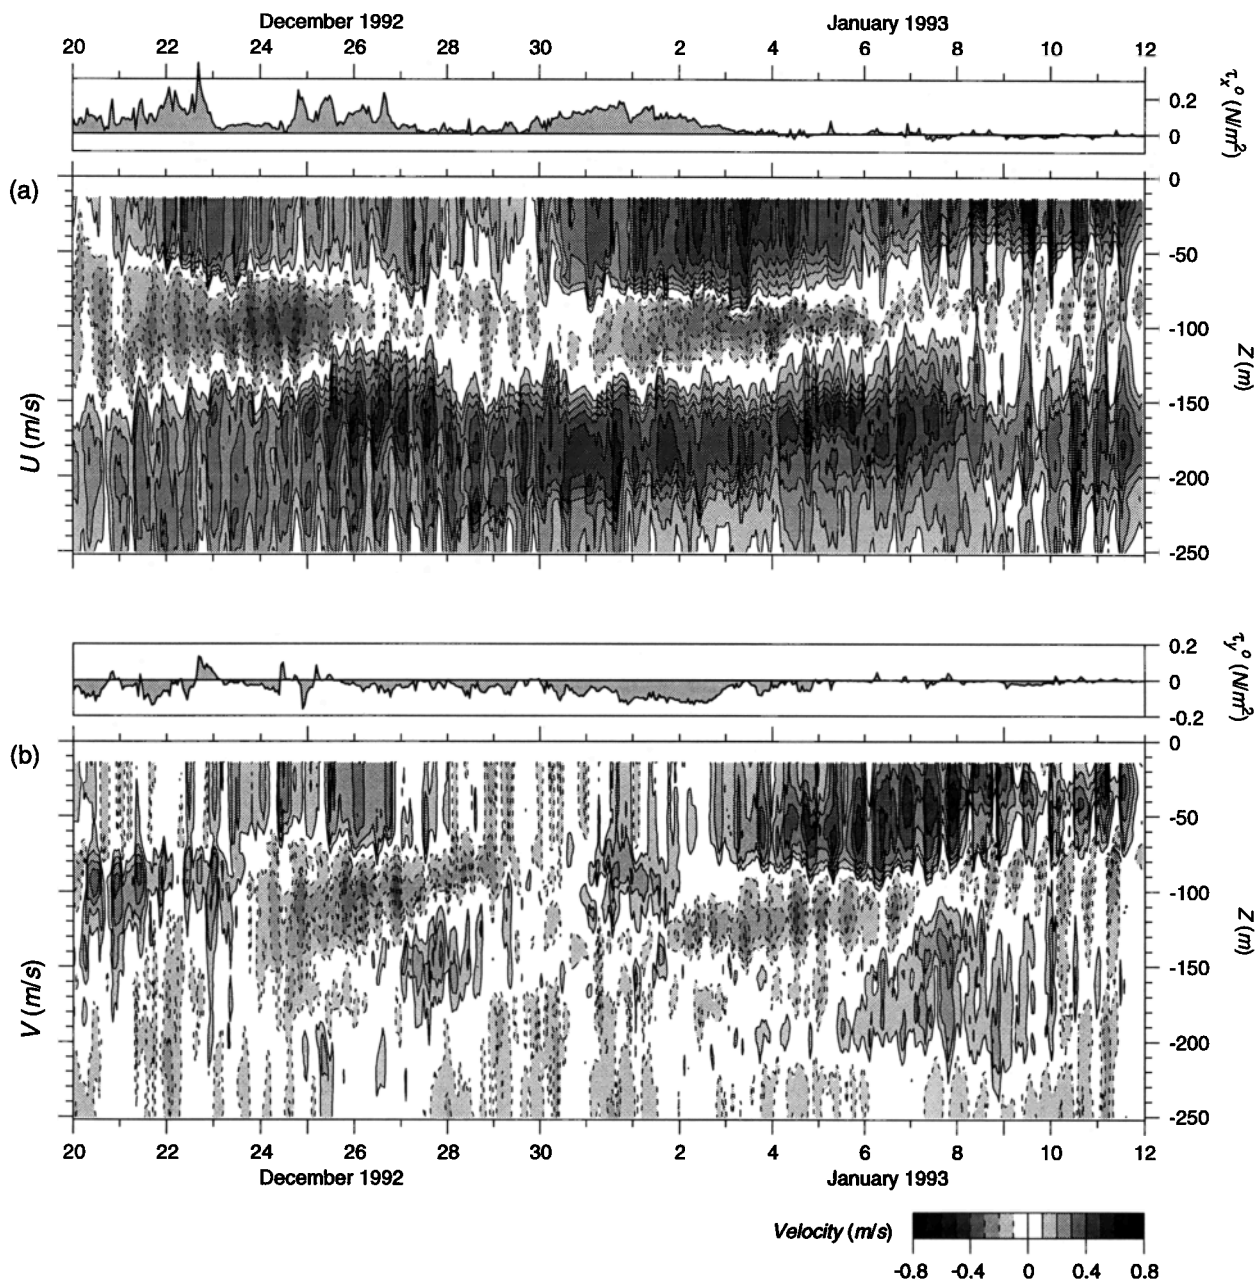 December 1992 January 1993
20 22 24 26 28 30 2 4 6 8 10 12
0.2
0
τx° (N/m²)
(a)
0
-50
-100
-150
-200
-250
U (m/s)
Z (m)
0.2
0
-0.2
τy° (N/m²)
(b)
0
-50
-100
-150
-200
-250
V (m/s)
Z (m)
20 22 24 26 28 30 2 4 6 8 10 12
December 1992 January 1993
Velocity (m/s)
-0.8 -0.4 0 0.4 0.8